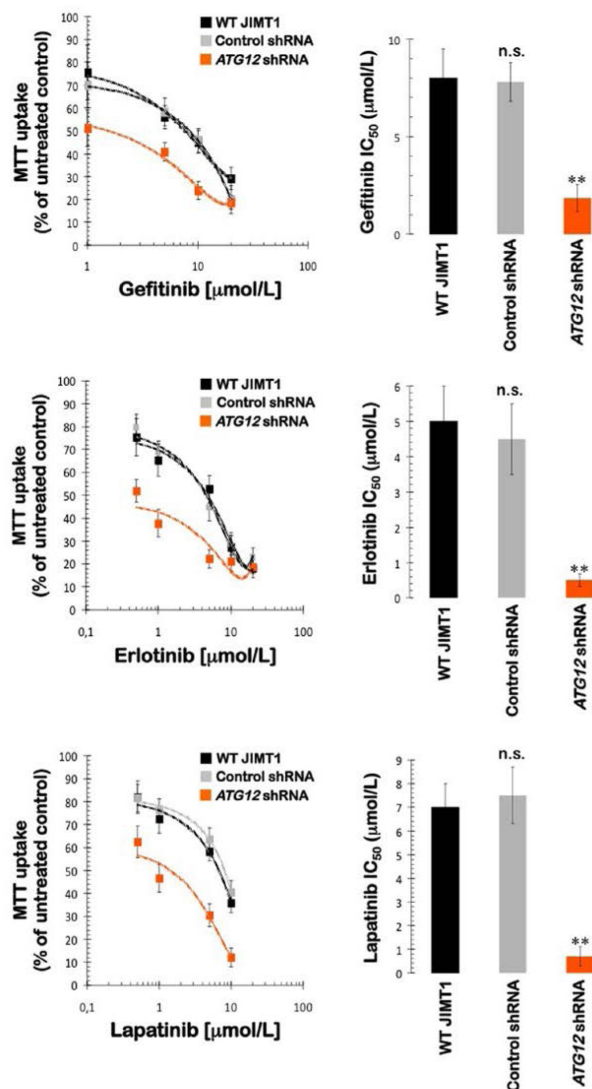 WT JIMT1
Control shRNA
ATG12 shRNA
MTT uptake
(% of untreated control)
100
90
80
70
60
50
40
30
20
10
0
1
10
100
Gefitinib [μmol/L]
Gefitinib IC50 (μmol/L)
10
8
6
4
2
0
n.s.
**
WT JIMT1
Control shRNA
ATG12 shRNA
WT JIMT1
Control shRNA
ATG12 shRNA
MTT uptake
(% of untreated control)
100
90
80
70
60
50
40
30
20
10
0
0,1
1
10
100
Erlotinib [μmol/L]
Erlotinib IC50 (μmol/L)
6
5
4
3
2
1
0
n.s.
**
WT JIMT1
Control shRNA
ATG12 shRNA
WT JIMT1
Control shRNA
ATG12 shRNA
MTT uptake
(% of untreated control)
100
90
80
70
60
50
40
30
20
10
0
0,1
1
10
100
Lapatinib [μmol/L]
Lapatinib IC50 (μmol/L)
9
8
7
6
5
4
3
2
1
0
n.s.
**
WT JIMT1
Control shRNA
ATG12 shRNA